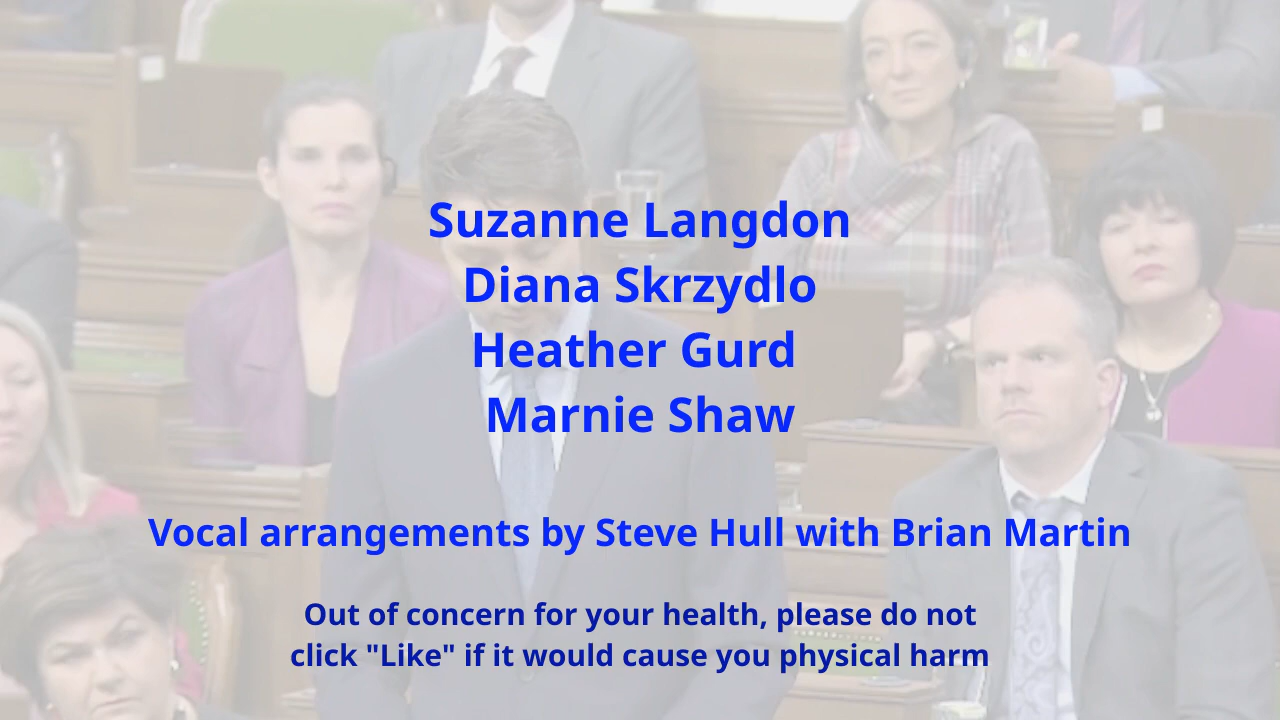 Suzanne Langdon
Diana Skrzydlo
Heather Gurd
Marnie Shaw
Vocal arrangements by Steve Hull with Brian Martin
Out of concern for your health, please do not
click "Like" if it would cause you physical harm